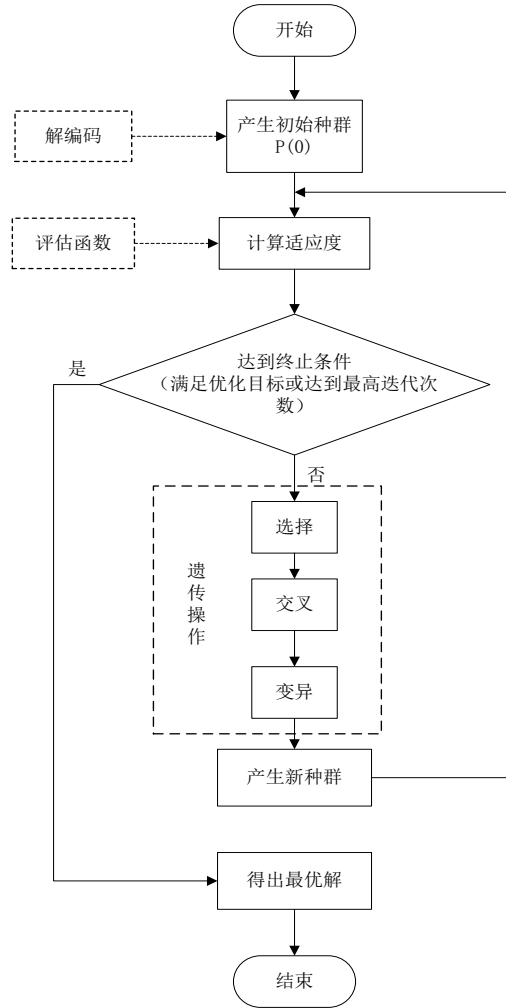 开始
解编码
产生初始种群
P(0)
评估函数
计算适应度
是
达到终止条件
（满足优化目标或达到最高迭代次
数）
否
选择
遗传操作
交叉
变异
产生新种群
得出最优解
结束